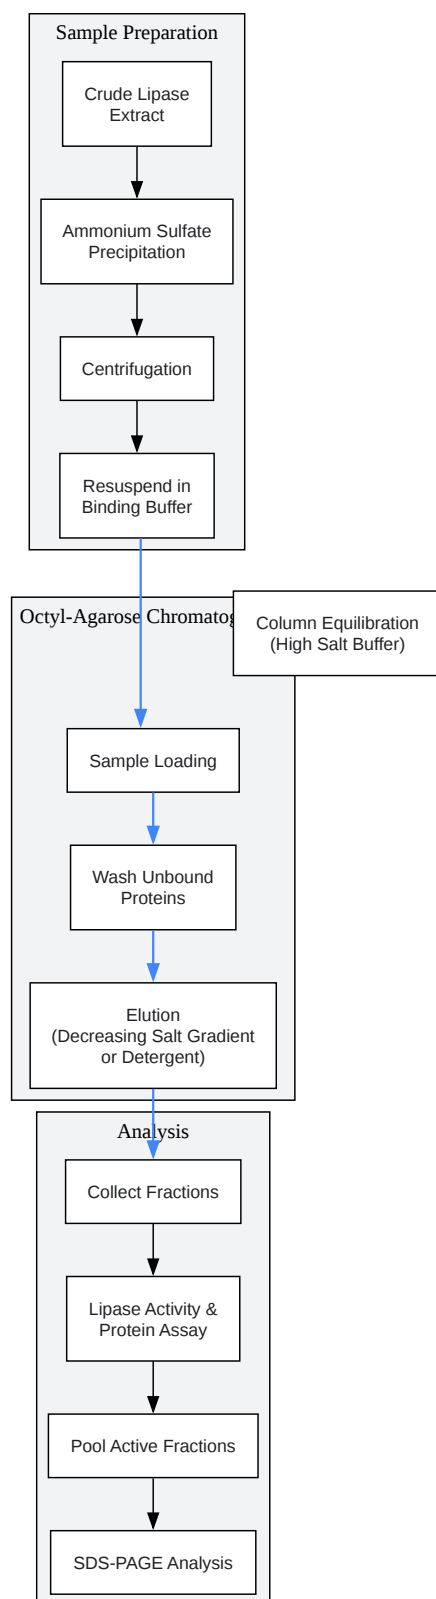 Sample Preparation
Crude Lipase
Extract
Ammonium Sulfate
Precipitation
Centrifugation
Resuspend in
Binding Buffer
Octyl-Agarose
Column Equilibration
(High Salt Buffer)
Sample Loading
Wash Unbound
Proteins
Elution
(Decreasing Salt Gradient
or Detergent)
Analysis
Collect Fractions
Lipase Activity &
Protein Assay
Pool Active Fractions
SDS-PAGE Analysis